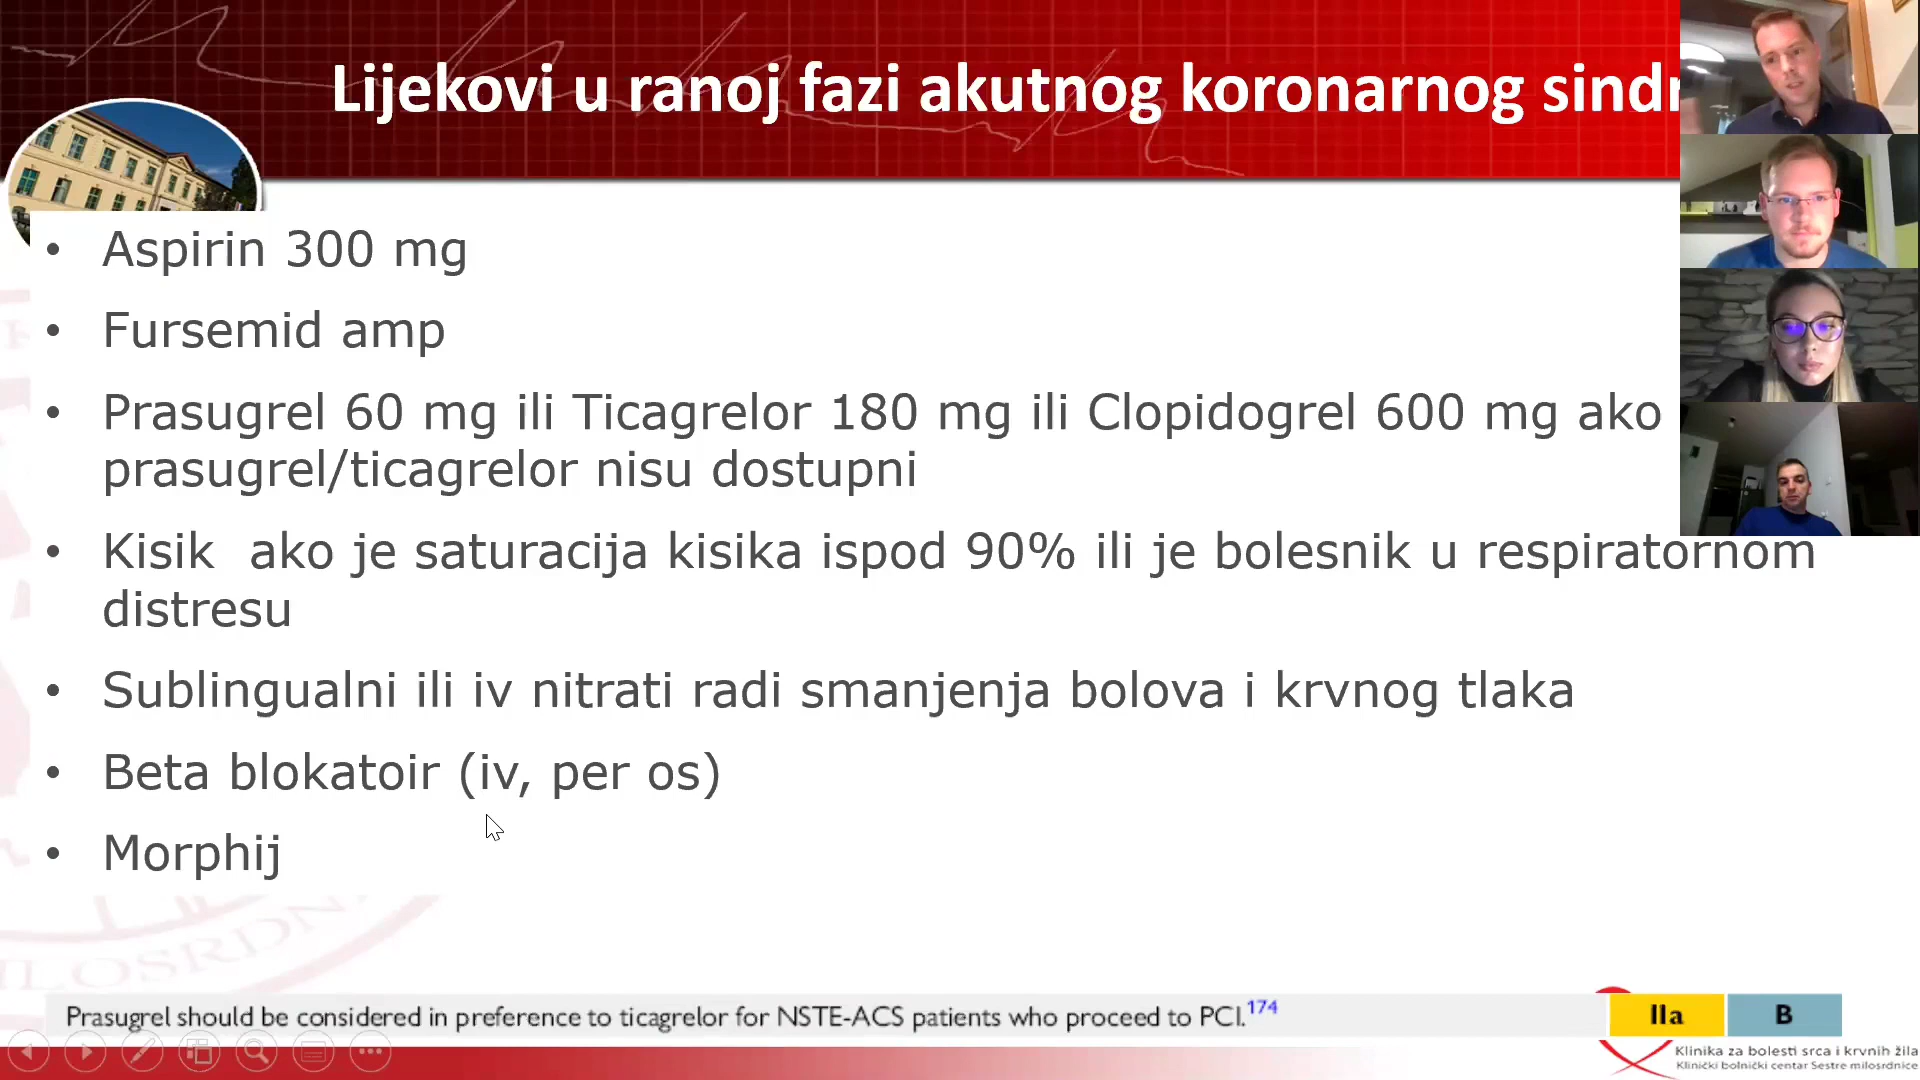 Lijekovi u ranoj fazi akutnog koronarnog sind
• Aspirin 300 mg
• Fursemid amp
• Prasugrel 60 mg ili Ticagrelor 180 mg ili Clopidogrel 600 mg ako
prasugrel/ticagrelor nisu dostupni
• Kisik ako je saturacija kisika ispod 90% ili je bolesnik u respiratornom
distresu
• Sublingualni ili iv nitrati radi smanjenja bolova i krvnog tlaka
• Beta blokatoir (iv, per os)
• Morphij
ILOSRDN
Prasugrel should be considered in preference to ticagrelor for NSTE-ACS patients who proceed to PCI.174
IIa B
Klinika za bolesti srca i krvnih žila
Klinički bolnički centar Sestre milosrdnice